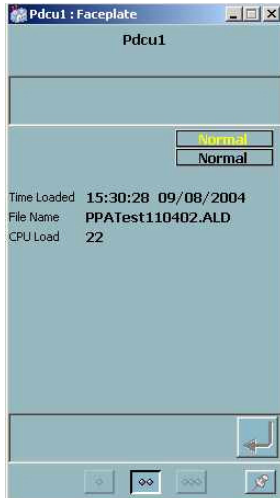 Pdcu1 : Faceplate
Pdcu1
Normal
Normal
Time Loaded 15:30:28 09/08/2004
File Name PPATest110402.ALD
CPU Load 22